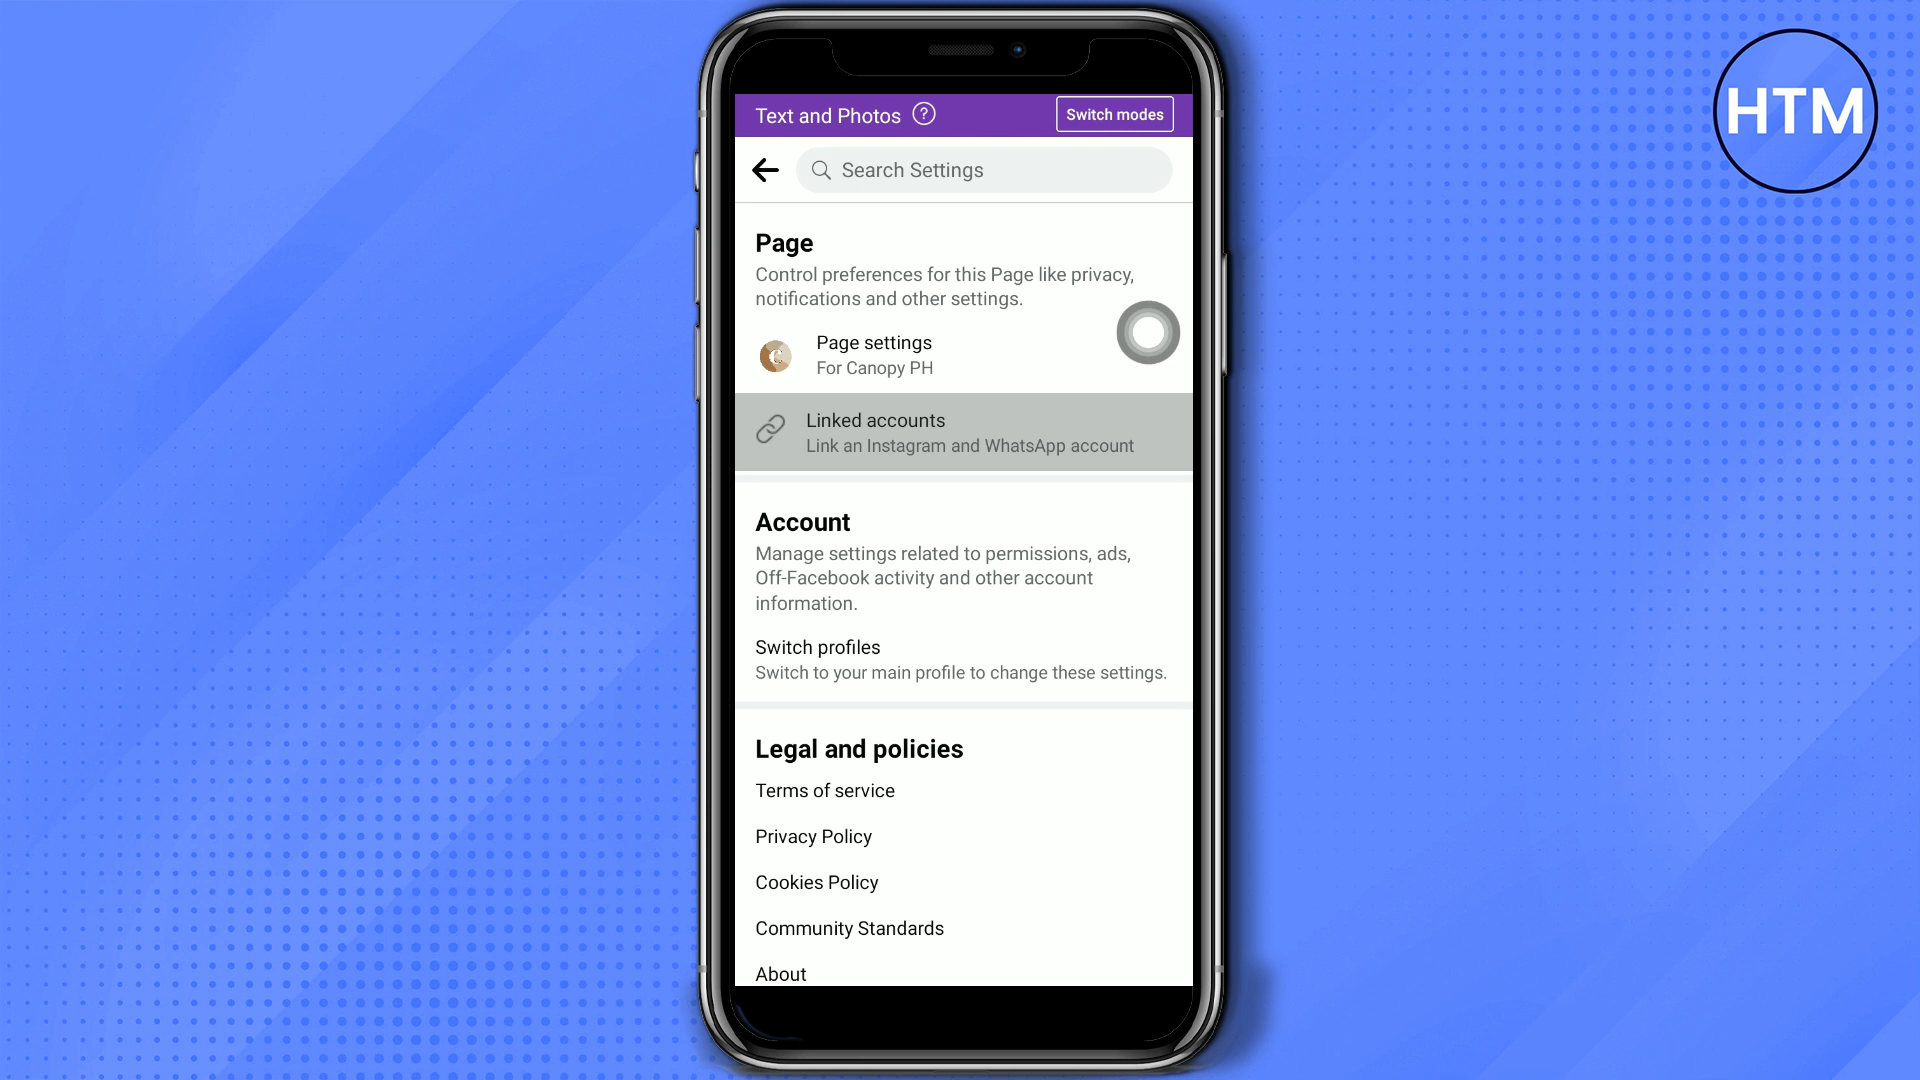 HTM
Text and Photos ?
Switch modes
Search Settings
Page
Control preferences for this Page like privacy,
notifications and other settings.
Page settings
For Canopy PH
Linked accounts
Link an Instagram and WhatsApp account
Account
Manage settings related to permissions, ads,
Off-Facebook activity and other account
information.
Switch profiles
Switch to your main profile to change these settings.
Legal and policies
Terms of service
Privacy Policy
Cookies Policy
Community Standards
About